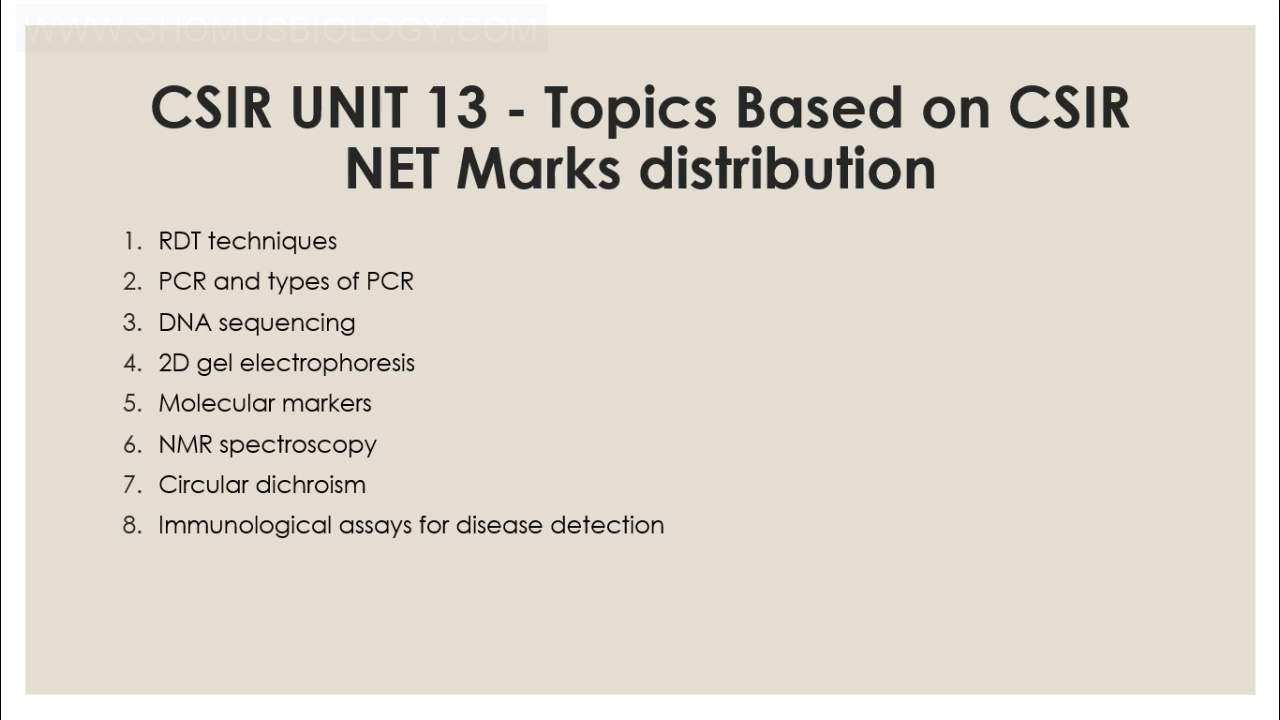 WWW.SHOMUSBIOLOGY.COM
CSIR UNIT 13 - Topics Based on CSIR
NET Marks distribution
1. RDT techniques
2. PCR and types of PCR
3. DNA sequencing
4. 2D gel electrophoresis
5. Molecular markers
6. NMR spectroscopy
7. Circular dichroism
8. Immunological assays for disease detection